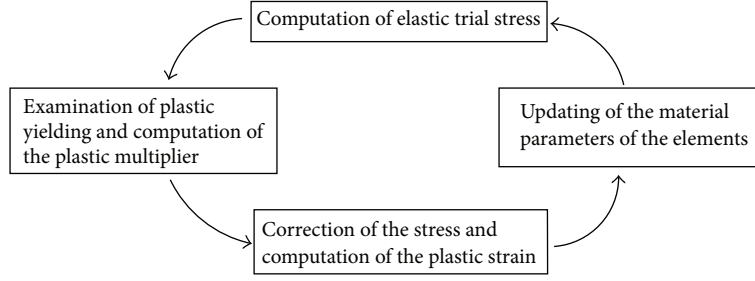 Computation of elastic trial stress
Examination of plastic
yielding and computation of
the plastic multiplier
Updating of the material
parameters of the elements
Correction of the stress and
computation of the plastic strain